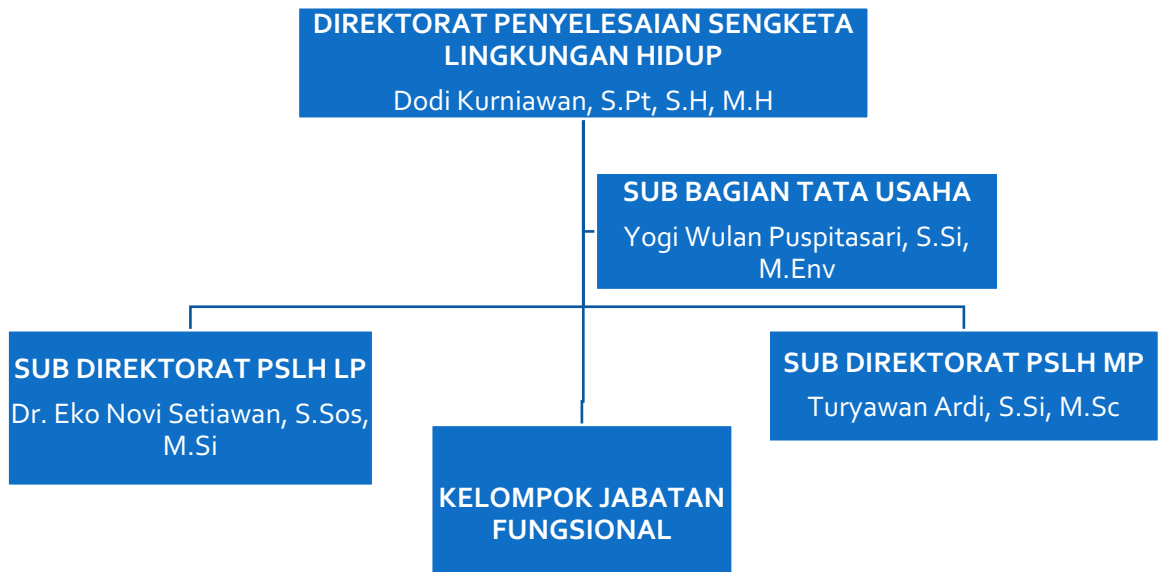 DIREKTORAT PENYELESAIAN SENGKETA
LINGKUNGAN HIDUP
Dodi Kurniawan, S.Pt, S.H, M.H
SUB BAGIAN TATA USAHA
Yogi Wulan Puspitasari, S.Si,
M.Env
SUB DIREKTORAT PSLH LP
Dr. Eko Novi Setiawan, S.Sos,
M.Si
SUB DIREKTORAT PSLH MP
Turyawan Ardi, S.Si, M.Sc
KELOMPOK JABATAN
FUNGSIONAL